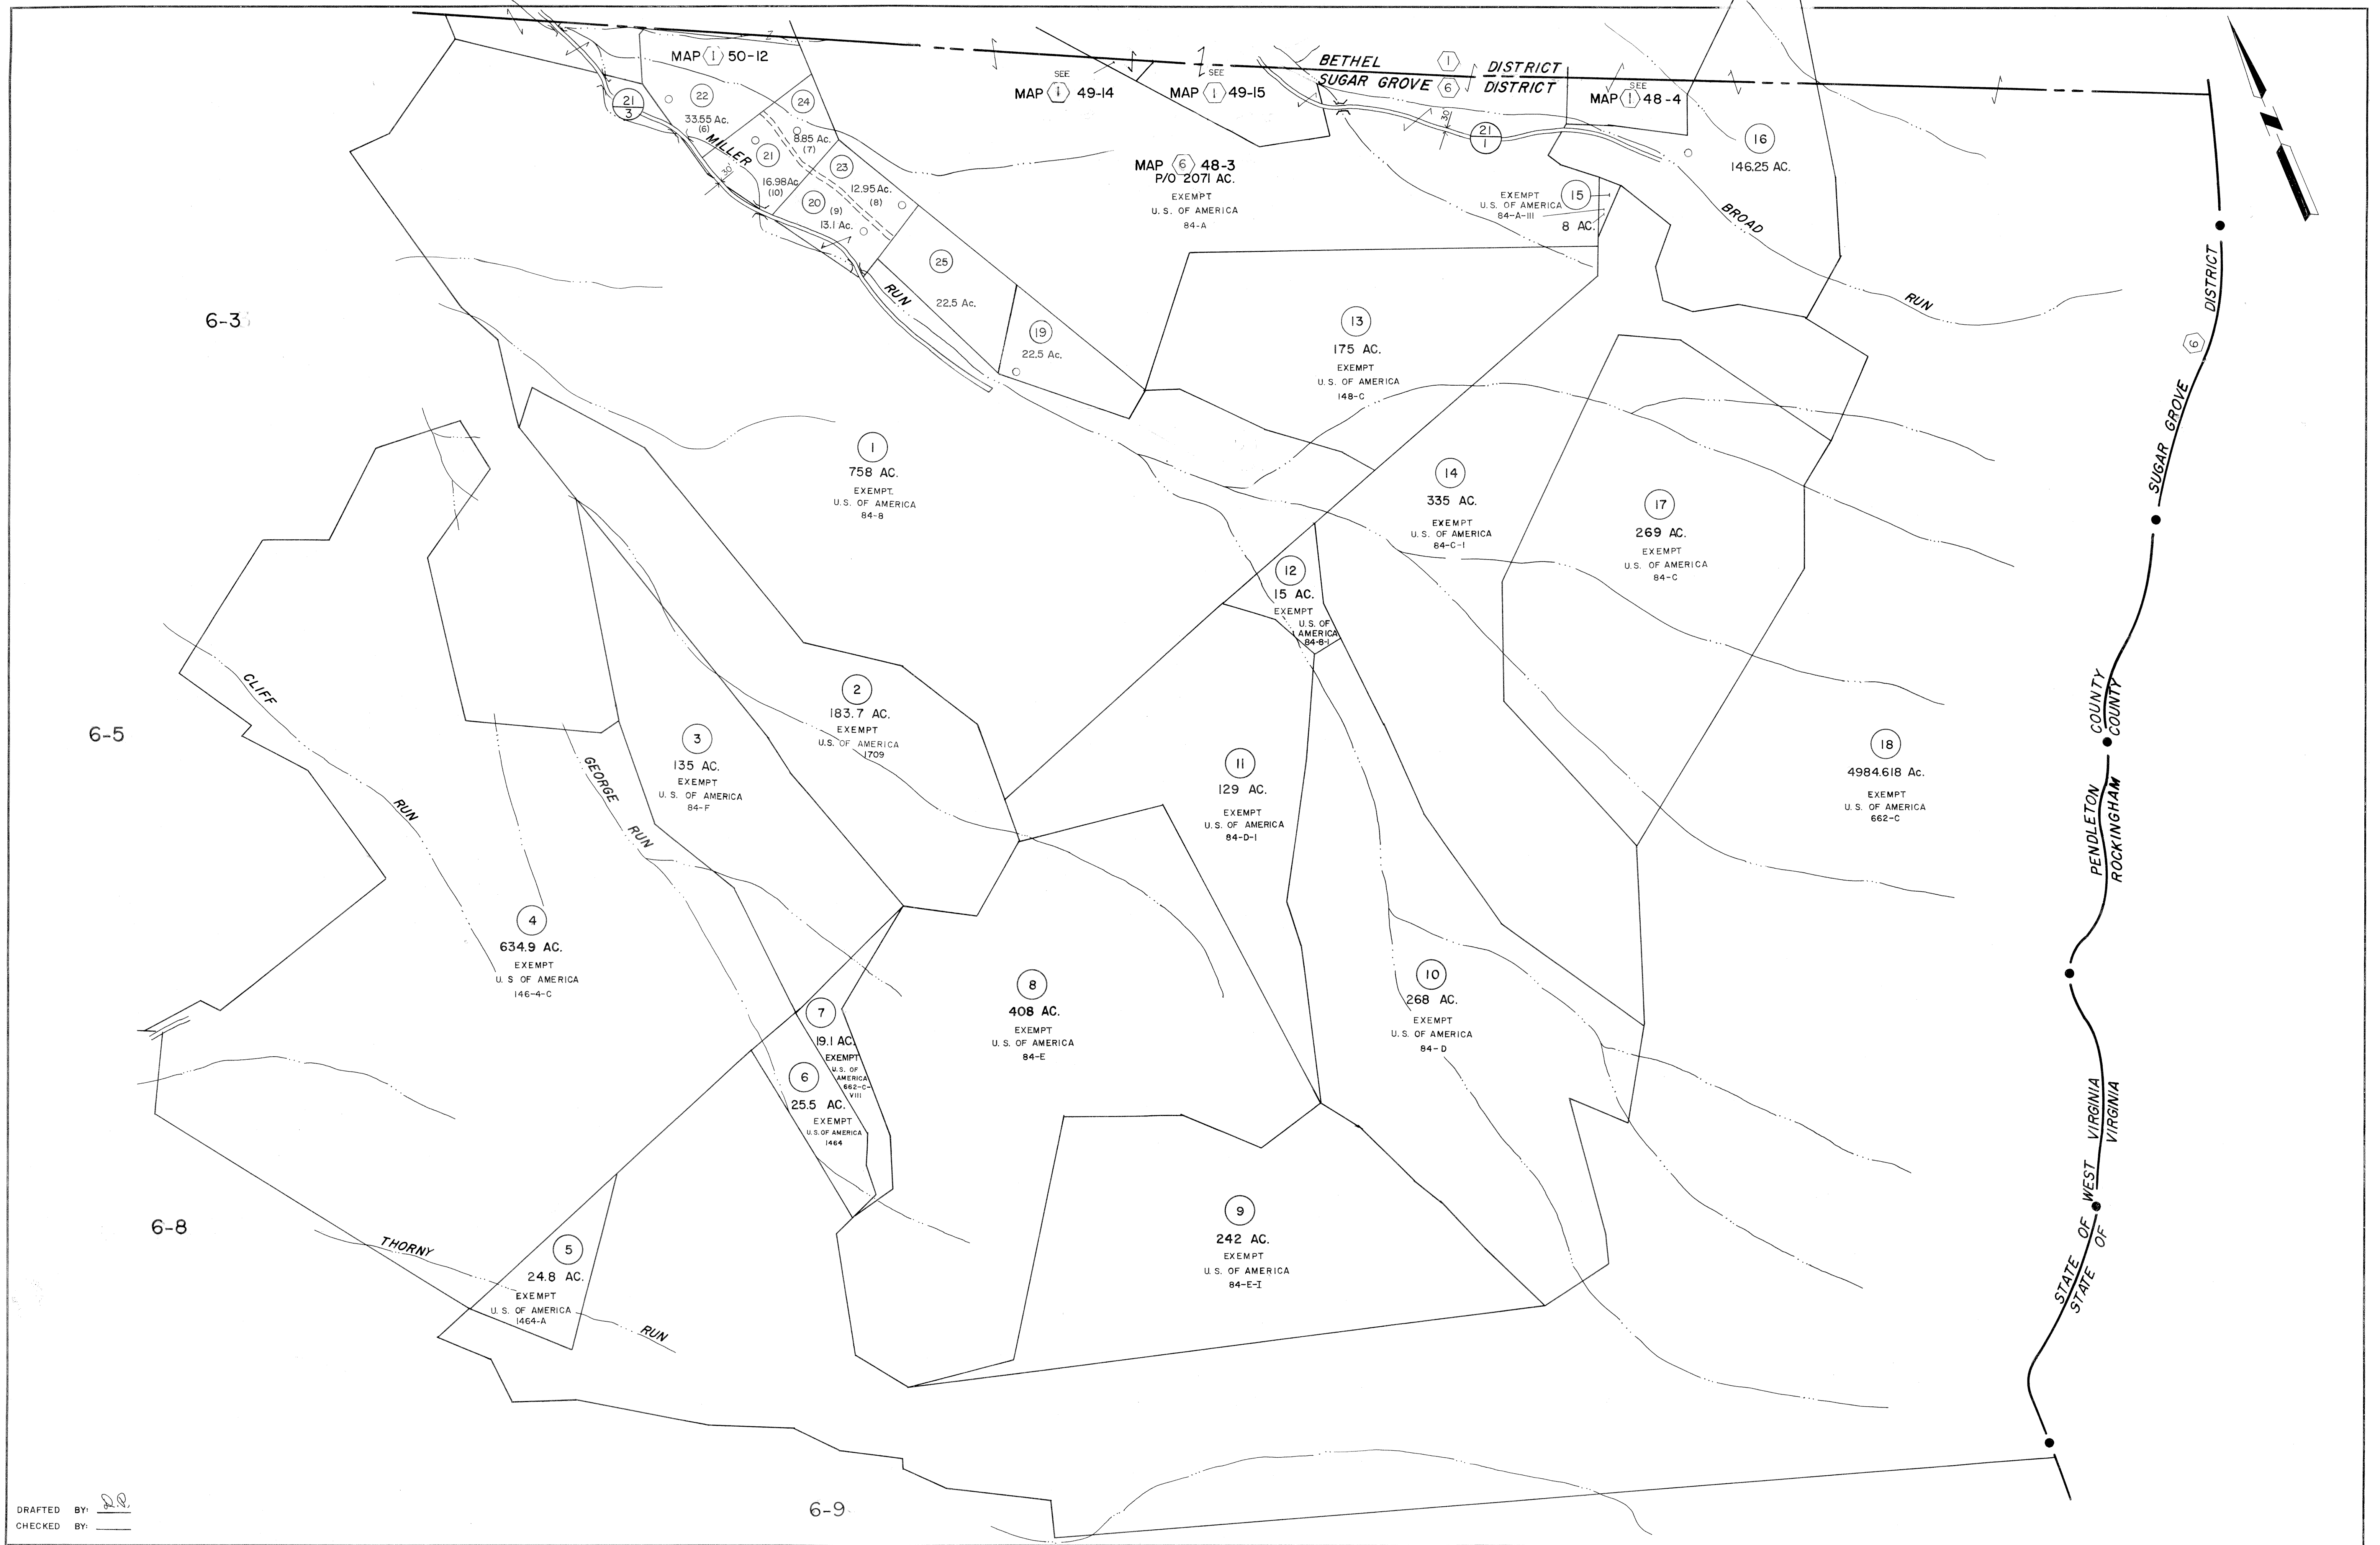 MAP 1 50-12
SEE
MAP 1 49-14
SEE
MAP 1 49-15
BETHEL 1 DISTRICT
SUGAR GROVE 6 DISTRICT
SEE
MAP 1 48-4
21
3
22
33.55 Ac.
(6)
24
8.85 Ac.
(7)
MILLER
RUN
30'
21
16.98 Ac.
(10)
23
12.95 Ac.
(8)
20
(9)
13.1 Ac.
25
22.5 Ac.
19
22.5 Ac.
MAP 6 48-3
P/O 2071 AC.
EXEMPT
U. S. OF AMERICA
84-A
30'
21
1
16
146.25 AC.
15
EXEMPT
U.S. OF AMERICA
84-A-III
8 AC.
BROAD
RUN
SUGAR GROVE 6 DISTRICT
6-3
13
175 AC.
EXEMPT
U. S. OF AMERICA
148-C
1
758 AC.
EXEMPT.
U. S. OF AMERICA
84-8
14
335 AC.
EXEMPT
U. S. OF AMERICA
84-C-1
17
269 AC.
EXEMPT
U. S. OF AMERICA
84-C
12
15 AC.
EXEMPT
U.S. OF
AMERICA
84-8-1
CLIFF
RUN
6-5
2
183.7 AC.
EXEMPT
U.S. OF AMERICA
1709
3
135 AC.
EXEMPT
U. S. OF AMERICA
84-F
GEORGE
RUN
11
129 AC.
EXEMPT
U. S. OF AMERICA
84-D-1
18
4984.618 Ac.
EXEMPT
U. S. OF AMERICA
662-C
PENDLETON COUNTY
ROCKINGHAM COUNTY
4
634.9 AC.
EXEMPT
U. S OF AMERICA
146-4-C
8
408 AC.
EXEMPT
U. S. OF AMERICA
84-E
10
268 AC.
EXEMPT
U. S. OF AMERICA
84-D
7
19.1 AC.
EXEMPT
U.S. OF
AMERICA
662-C-
VIII
6
25.5 AC.
EXEMPT
U.S. OF AMERICA
1464
6-8
THORNY
RUN
5
24.8 AC.
EXEMPT
U. S. OF AMERICA
1464-A
9
242 AC.
EXEMPT
U. S. OF AMERICA
84-E-I
STATE OF WEST VIRGINIA
STATE OF VIRGINIA
6-9
DRAFTED BY: D.P.
CHECKED BY: